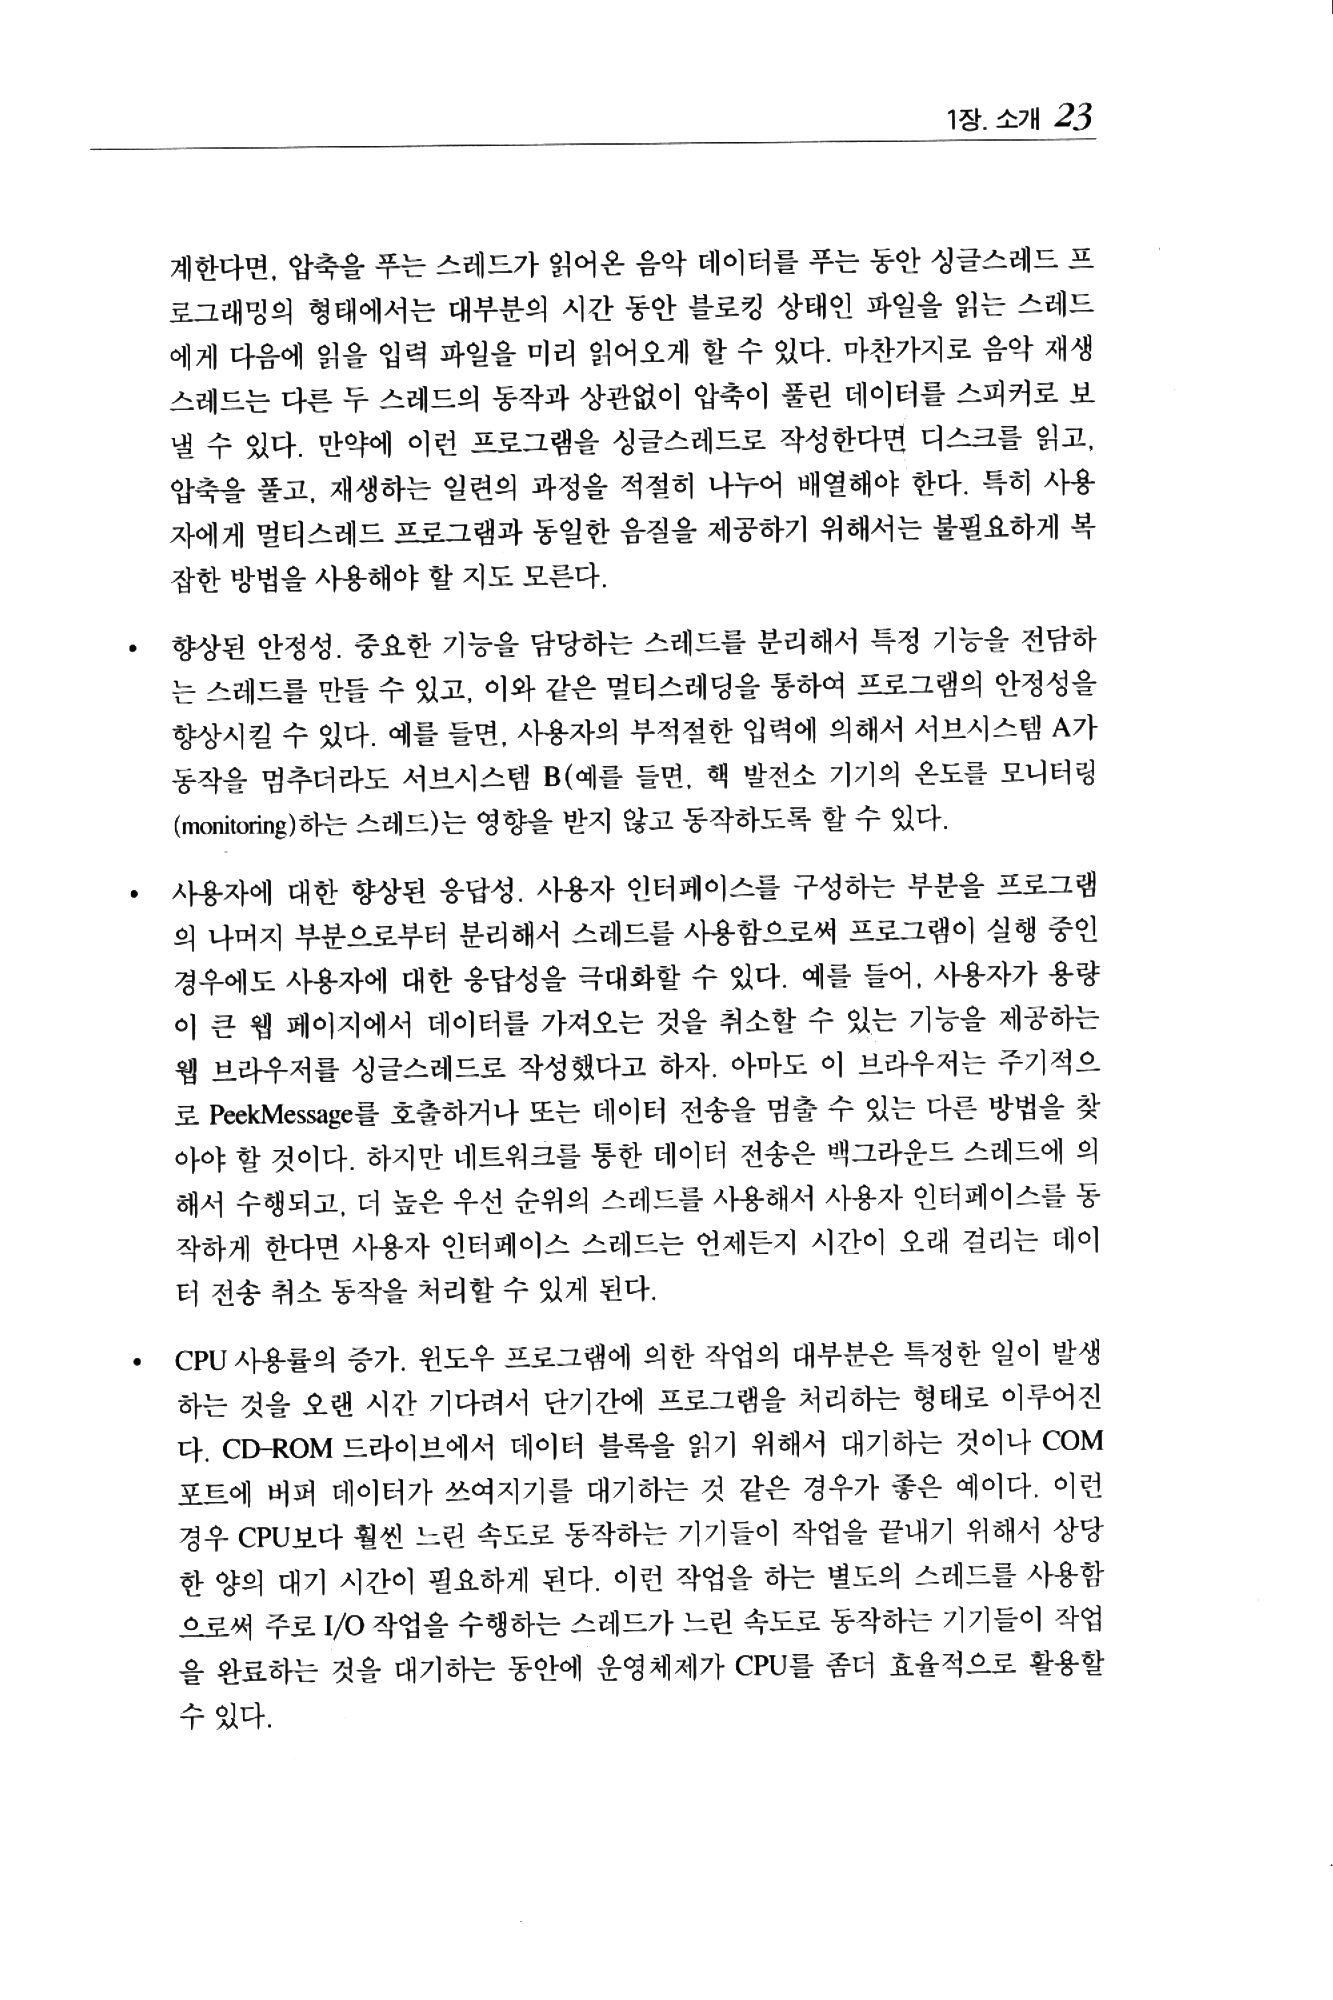 1장. 소개 23
계한다면, 압축을 푸는 스레드가 읽어온 음악 데이터를 푸는 동안 싱글스레드 프
로그래밍의 형태에서는 대부분의 시간 동안 블로킹 상태인 파일을 읽는 스레드
에게 다음에 읽을 입력 파일을 미리 읽어오게 할 수 있다. 마찬가지로 음악 재생
스레드는 다른 두 스레드의 동작과 상관없이 압축이 풀린 데이터를 스피커로 보
낼 수 있다. 만약에 이런 프로그램을 싱글스레드로 작성한다면 디스크를 읽고,
압축을 풀고, 재생하는 일련의 과정을 적절히 나누어 배열해야 한다. 특히 사용
자에게 멀티스레드 프로그램과 동일한 음질을 제공하기 위해서는 불필요하게 복
잡한 방법을 사용해야 할 지도 모른다.
• 향상된 안정성. 중요한 기능을 담당하는 스레드를 분리해서 특정 기능을 전담하
는 스레드를 만들 수 있고, 이와 같은 멀티스레딩을 통하여 프로그램의 안정성을
향상시킬 수 있다. 예를 들면, 사용자의 부적절한 입력에 의해서 서브시스템 A가
동작을 멈추더라도 서브시스템 B(예를 들면, 핵 발전소 기기의 온도를 모니터링
(monitoring)하는 스레드)는 영향을 받지 않고 동작하도록 할 수 있다.
• 사용자에 대한 향상된 응답성. 사용자 인터페이스를 구성하는 부분을 프로그램
의 나머지 부분으로부터 분리해서 스레드를 사용함으로써 프로그램이 실행 중인
경우에도 사용자에 대한 응답성을 극대화할 수 있다. 예를 들어, 사용자가 용량
이 큰 웹 페이지에서 데이터를 가져오는 것을 취소할 수 있는 기능을 제공하는
웹 브라우저를 싱글스레드로 작성했다고 하자. 아마도 이 브라우저는 주기적으
로 PeekMessage를 호출하거나 또는 데이터 전송을 멈출 수 있는 다른 방법을 찾
아야 할 것이다. 하지만 네트워크를 통한 데이터 전송은 백그라운드 스레드에 의
해서 수행되고, 더 높은 우선 순위의 스레드를 사용해서 사용자 인터페이스를 동
작하게 한다면 사용자 인터페이스 스레드는 언제든지 시간이 오래 걸리는 데이
터 전송 취소 동작을 처리할 수 있게 된다.
• CPU 사용률의 증가. 윈도우 프로그램에 의한 작업의 대부분은 특정한 일이 발생
하는 것을 오랜 시간 기다려서 단기간에 프로그램을 처리하는 형태로 이루어진
다. CD-ROM 드라이브에서 데이터 블록을 읽기 위해서 대기하는 것이나 COM
포트에 버퍼 데이터가 쓰여지기를 대기하는 것 같은 경우가 좋은 예이다. 이런
경우 CPU보다 훨씬 느린 속도로 동작하는 기기들이 작업을 끝내기 위해서 상당
한 양의 대기 시간이 필요하게 된다. 이런 작업을 하는 별도의 스레드를 사용함
으로써 주로 I/O 작업을 수행하는 스레드가 느린 속도로 동작하는 기기들이 작업
을 완료하는 것을 대기하는 동안에 운영체제가 CPU를 좀더 효율적으로 활용할
수 있다.